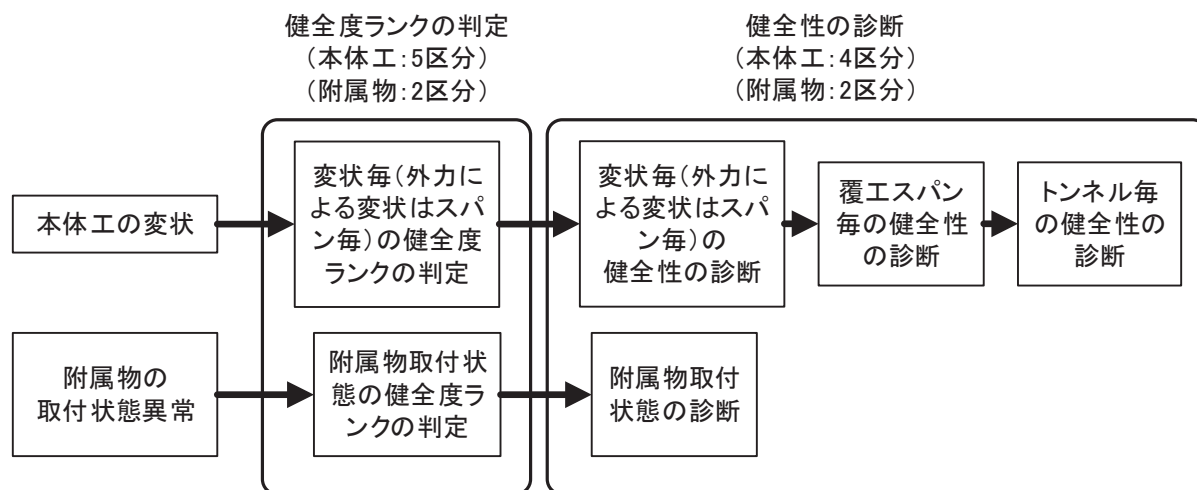 健全度ランクの判定
（本体工：5区分）
（附属物：2区分）
健全性の診断
（本体工：4区分）
（附属物：2区分）
本体工の変状
変状毎（外力に
よる変状はスパ
ン毎）の健全度
ランクの判定
変状毎（外力に
よる変状はスパ
ン毎）の
健全性の診断
覆工スパン
毎の健全性
の診断
トンネル毎
の健全性の
診断
附属物の
取付状態異常
附属物取付状
態の健全度ラ
ンクの判定
附属物取付
状態の診断